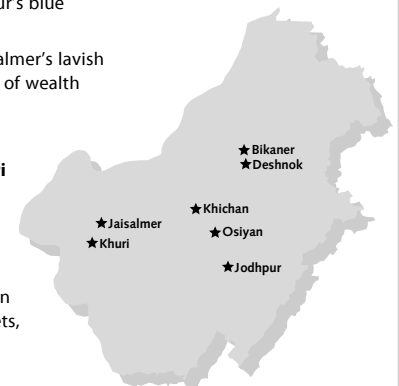 ur's blue
almer's lavish
of wealth
i
n
ts,
Bikaner
Deshnok
Khichan
Jaisalmer
Osiyan
Khuri
Jodhpur